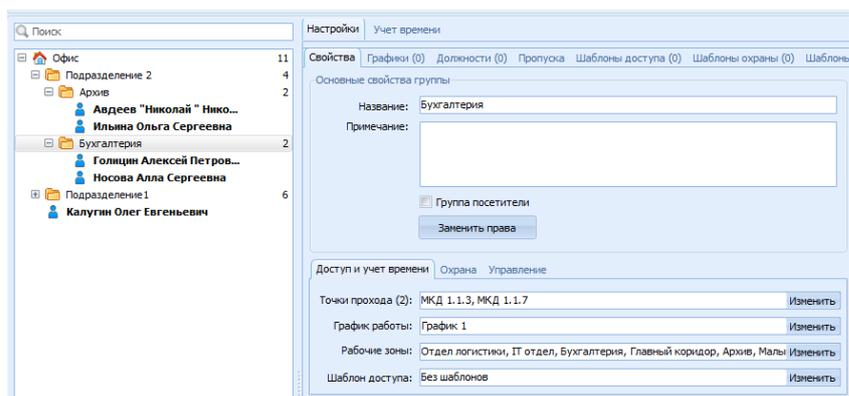 Поиск
Офис 11
Подразделение 2 4
Архив 2
Авдеев "Николай " Нико...
Ильина Ольга Сергеевна
Бухгалтерия 2
Голицин Алексей Петров...
Носова Алла Сергеевна
Подразделение1 6
Калугин Олег Евгеньевич
Настройки Учет времени
Свойства Графики (0) Должности (0) Пропуска Шаблоны доступа (0) Шаблоны охраны (0) Шаблоны
Основные свойства группы
Название: Бухгалтерия
Примечание:
Группа посетители
Заменить права
Доступ и учет времени Охрана Управление
Точки прохода (2): МКД 1.1.3, МКД 1.1.7 Изменить
График работы: График 1 Изменить
Рабочие зоны: Отдел логистики, IT отдел, Бухгалтерия, Главный коридор, Архив, Малы Изменить
Шаблон доступа: Без шаблонов Изменить